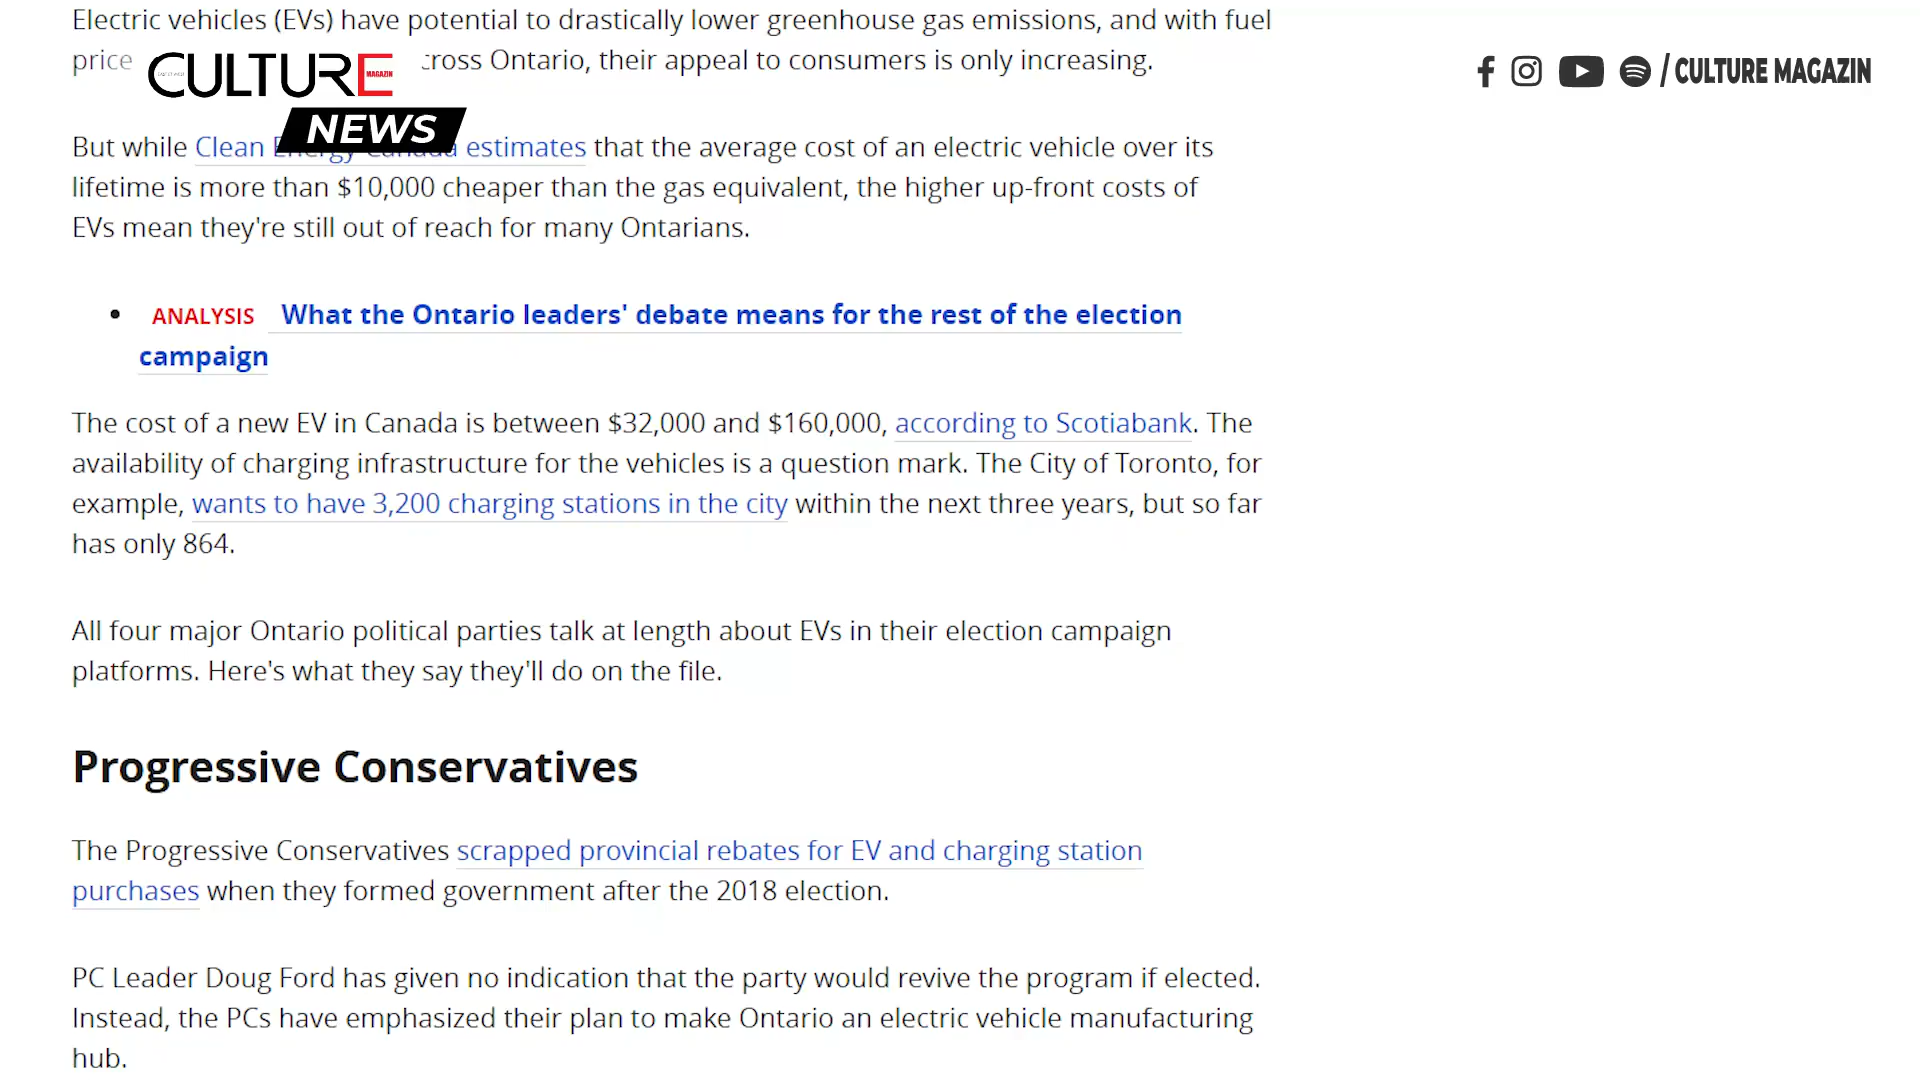 Electric vehicles (EVs) have potential to drastically lower greenhouse gas emissions, and with fuel
price cross Ontario, their appeal to consumers is only increasing.
CULTURE
MAGAZIN
NEWS
/ CULTURE MAGAZIN
But while Clean Energy Canada estimates that the average cost of an electric vehicle over its
lifetime is more than $10,000 cheaper than the gas equivalent, the higher up-front costs of
EVs mean they're still out of reach for many Ontarians.
• ANALYSIS What the Ontario leaders' debate means for the rest of the election
campaign
The cost of a new EV in Canada is between $32,000 and $160,000, according to Scotiabank. The
availability of charging infrastructure for the vehicles is a question mark. The City of Toronto, for
example, wants to have 3,200 charging stations in the city within the next three years, but so far
has only 864.
All four major Ontario political parties talk at length about EVs in their election campaign
platforms. Here's what they say they'll do on the file.
Progressive Conservatives
The Progressive Conservatives scrapped provincial rebates for EV and charging station
purchases when they formed government after the 2018 election.
PC Leader Doug Ford has given no indication that the party would revive the program if elected.
Instead, the PCs have emphasized their plan to make Ontario an electric vehicle manufacturing
hub.